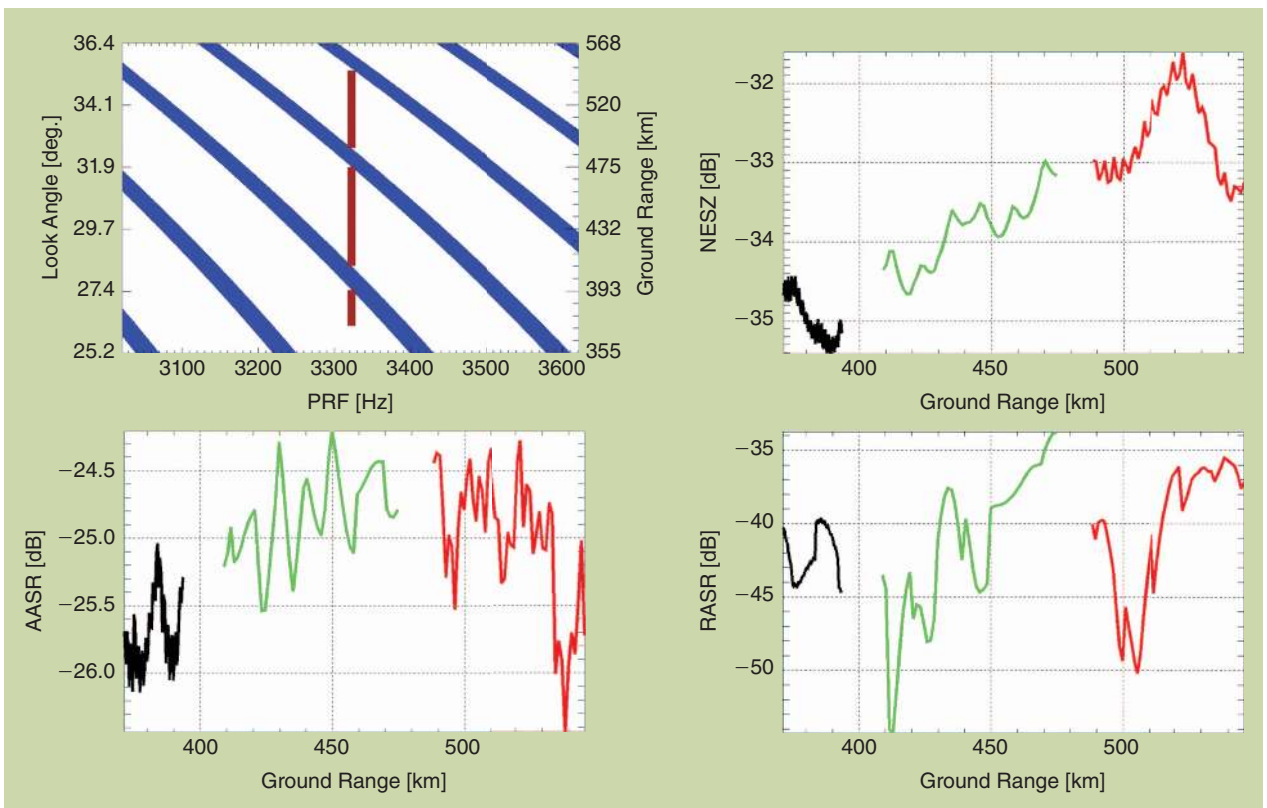 36.4
34.1
31.9
29.7
27.4
25.2
Look Angle [deg.]
568
520
475
432
393
355
Ground Range [km]
3100 3200 3300 3400 3500 3600
PRF [Hz]
−32
−33
−34
−35
NESZ [dB]
400 450 500
Ground Range [km]
−24.5
−25.0
−25.5
−26.0
AASR [dB]
400 450 500
Ground Range [km]
−35
−40
−45
−50
RASR [dB]
400 450 500
Ground Range [km]